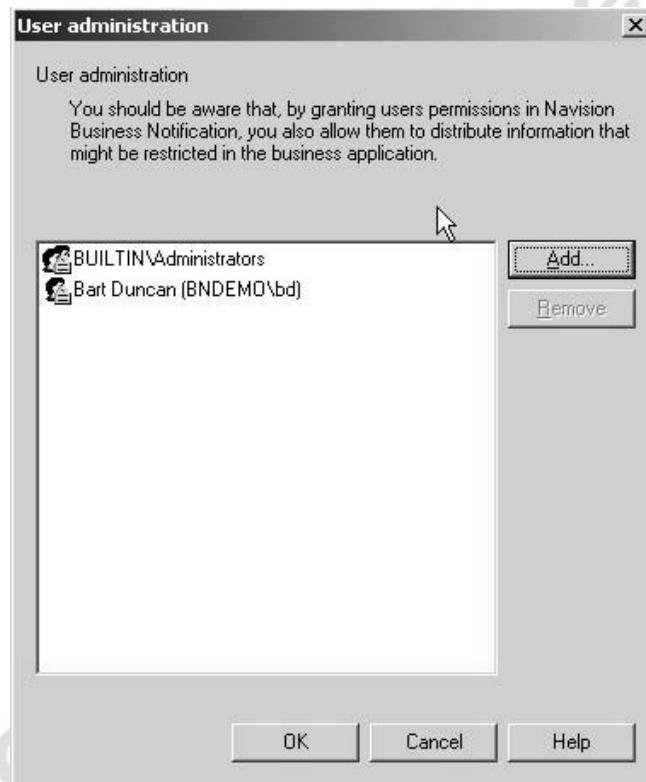 User administration
User administration
You should be aware that, by granting users permissions in Navision
Business Notification, you also allow them to distribute information that
might be restricted in the business application.
BUILTIN\Administrators
Add...
Bart Duncan (BNDEMO\bd)
Remove
OK
Cancel
Help